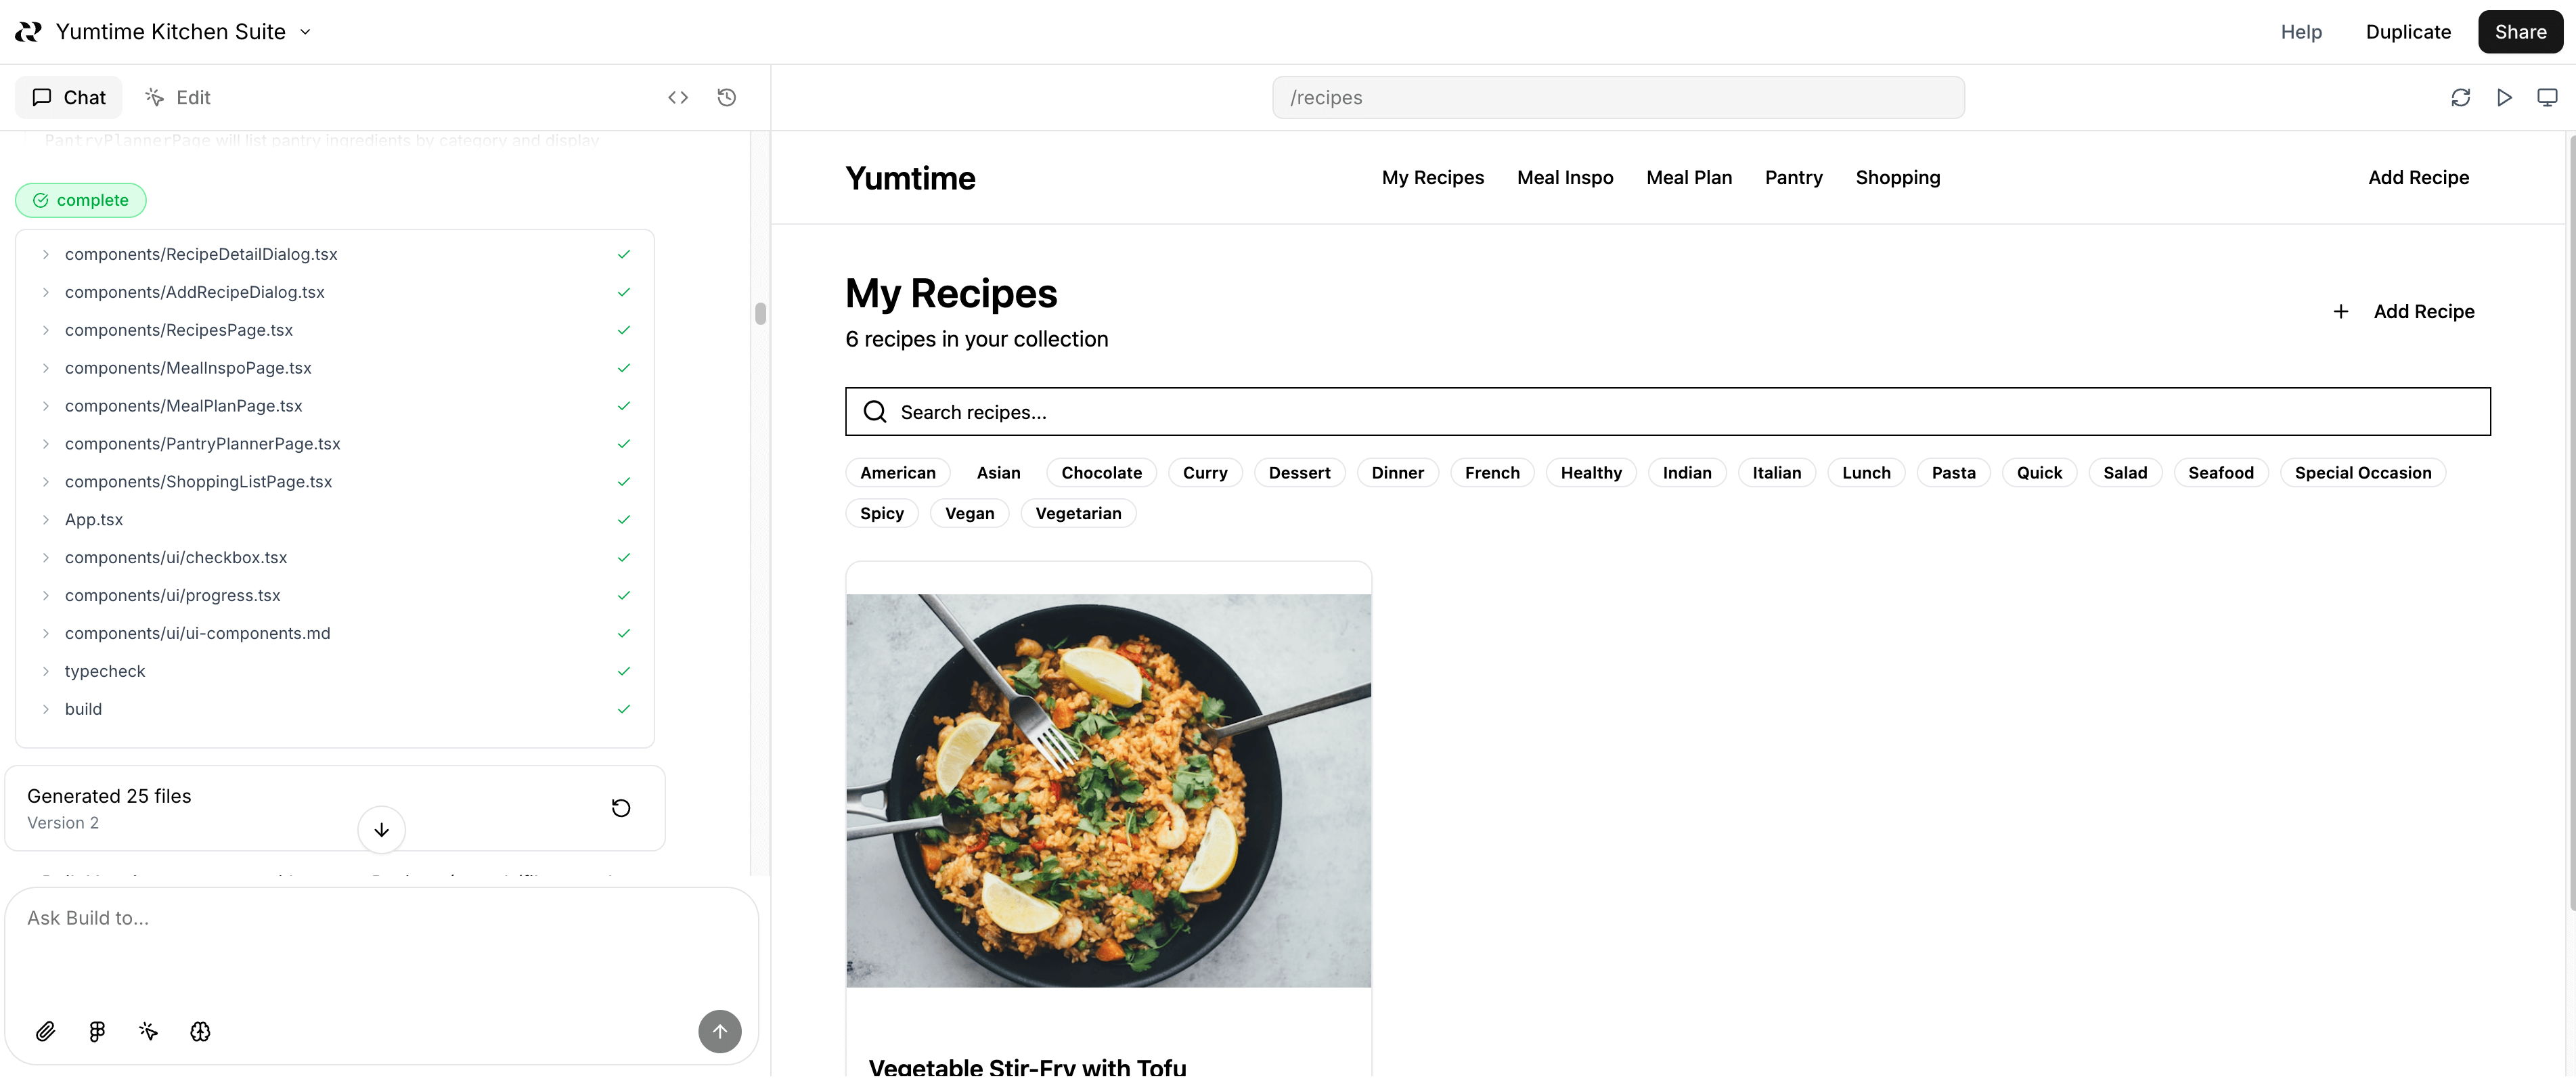 Yumtime Kitchen Suite
Help
Duplicate
Share
Chat
Edit
/recipes
PantryPlannerPage will list pantry ingredients by category and display
complete
components/RecipeDetailDialog.tsx
components/AddRecipeDialog.tsx
components/RecipesPage.tsx
components/MealInspoPage.tsx
components/MealPlanPage.tsx
components/PantryPlannerPage.tsx
components/ShoppingListPage.tsx
App.tsx
components/ui/checkbox.tsx
components/ui/progress.tsx
components/ui/ui-components.md
typecheck
build
Generated 25 files
Version 2
Ask Build to...
Yumtime
My Recipes
Meal Inspo
Meal Plan
Pantry
Shopping
Add Recipe
My Recipes
6 recipes in your collection
Add Recipe
Search recipes...
American Asian Chocolate Curry Dessert Dinner French Healthy Indian Italian Lunch Pasta Quick Salad Seafood Special Occasion
Spicy Vegan Vegetarian
Vegetable Stir-Fry with Tofu